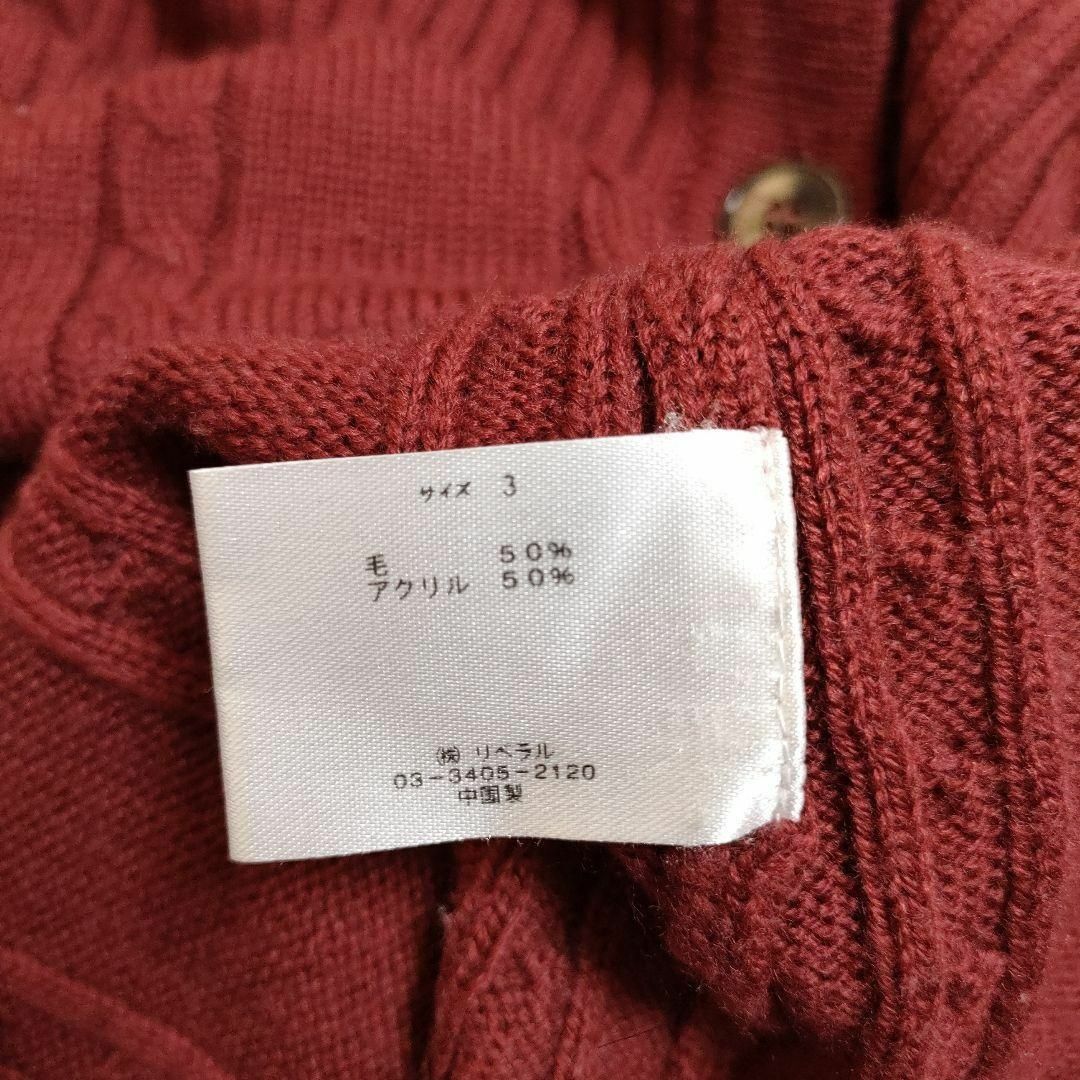 サイズ 3
毛 50%
アクリル 50%
㈱ リベラル
03-3405-2120
中国製